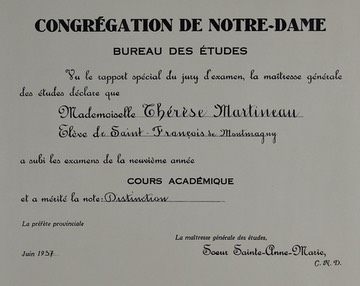 CONGRÉGATION DE NOTRE-DAME
BUREAU DES ÉTUDES
Vu le rapport spécial du jury d'examen, la maîtresse générale
des études déclare que
Mademoiselle Thérèse Martineau
Élève de Saint-François de Montmagny
a subi les examens de la neuvième année
COURS ACADÉMIQUE
et a mérité la note: Distinction
La préfète provinciale
La maîtresse générale des études,
Soeur Sainte-Anne-Marie,
C. N. D.
Juin 1937.